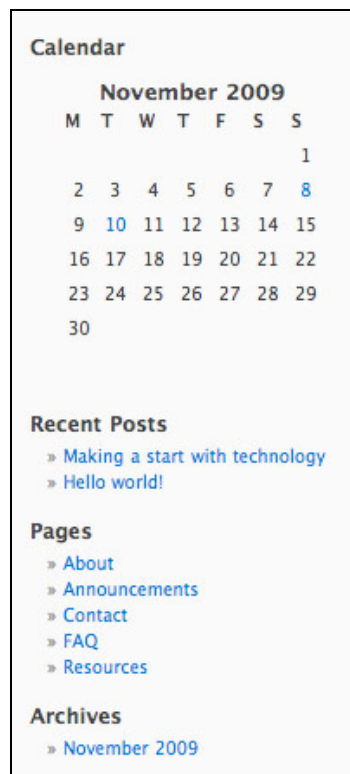 Calendar
November 2009
M T W T F S S
1
2 3 4 5 6 7 8
9 10 11 12 13 14 15
16 17 18 19 20 21 22
23 24 25 26 27 28 29
30
Recent Posts
» Making a start with technology
» Hello world!
Pages
» About
» Announcements
» Contact
» FAQ
» Resources
Archives
» November 2009